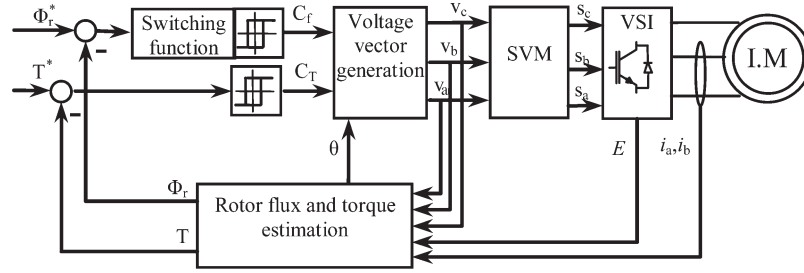 Φr*
Switching
function
Cf
Voltage
vector
generation
vc
vb
va
SVM
sc
sb
sa
VSI
I.M
T*
CT
θ
E
ia,ib
Φr
T
Rotor flux and torque
estimation